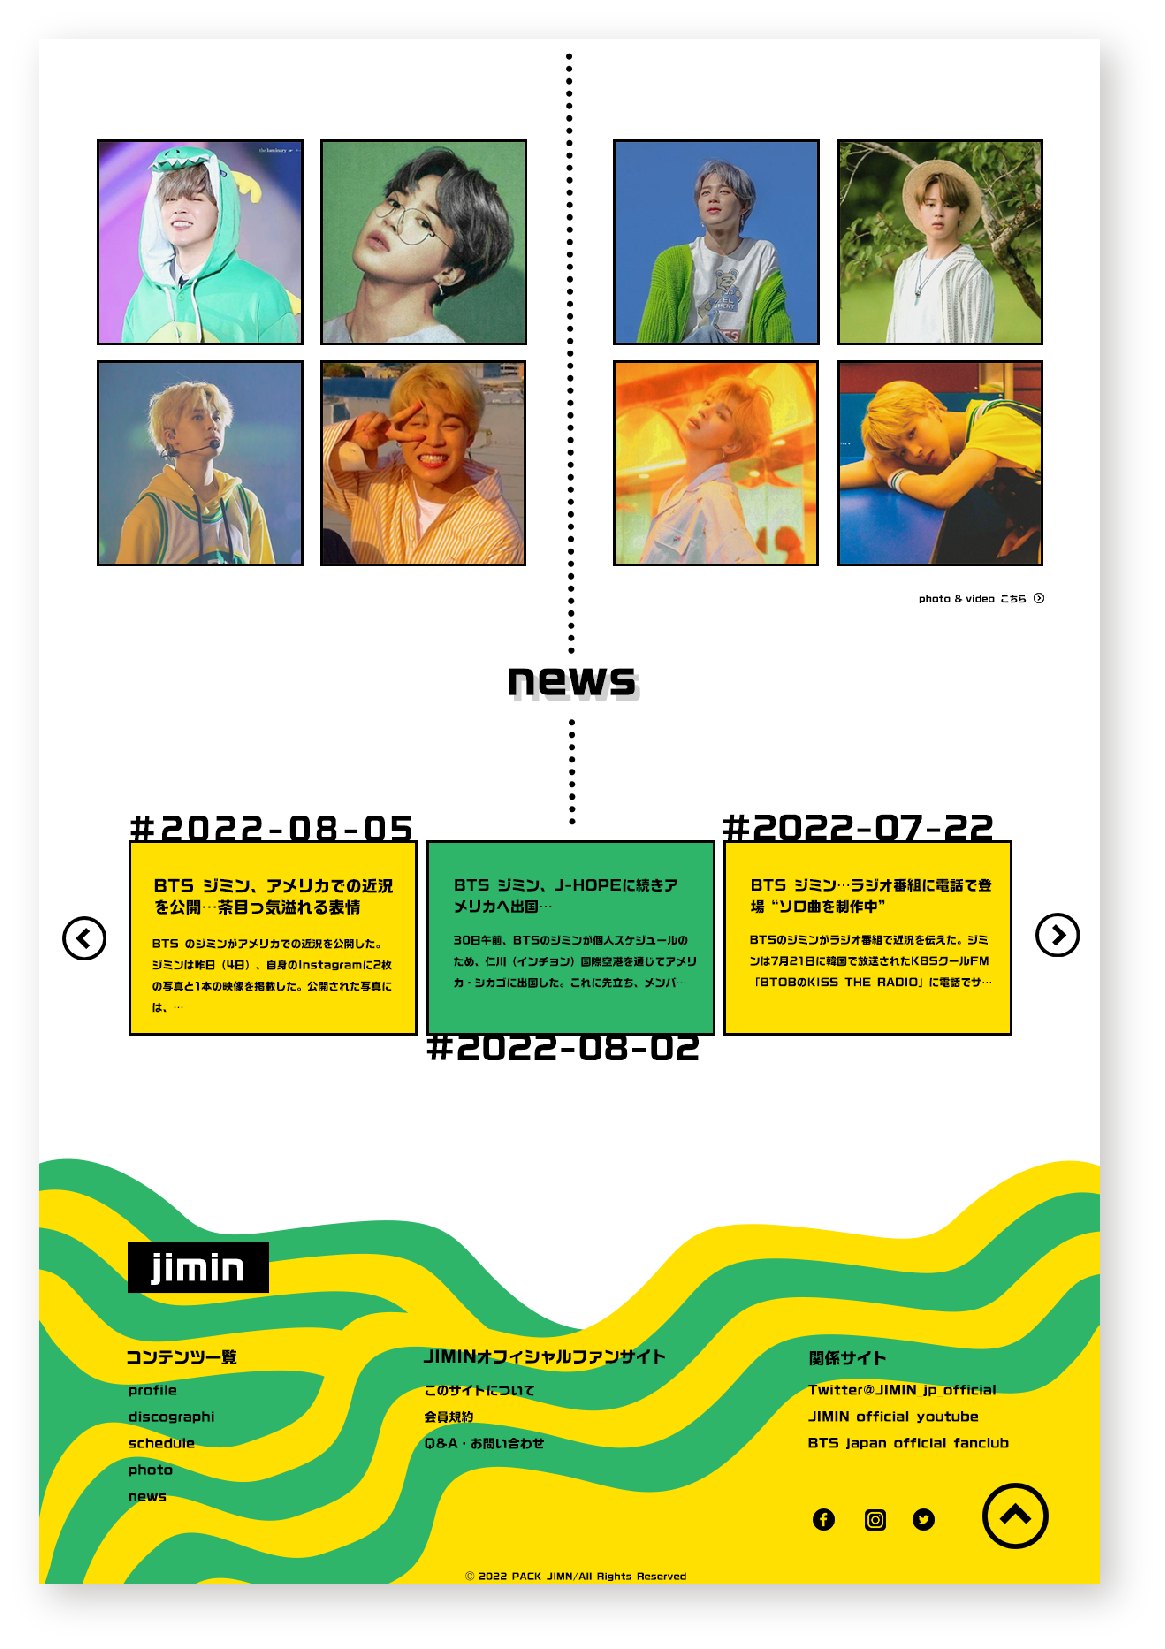 the luminary
photo & video こちら
news
#2022-08-05
BTS ジミン、アメリカでの近況
を公開…茶目っ気溢れる表情
BTS のジミンがアメリカでの近況を公開した。
ジミンは昨日（4日）、自身のInstagramに2枚
の写真と1本の映像を掲載した。公開された写真に
は、…
BTS ジミン、J-HOPEに続きア
メリカへ出国…
30日午前、BTSのジミンが個人スケジュールの
ため、仁川（インチョン）国際空港を通じてアメリ
カ・シカゴに出国した。これに先立ち、メンバ…
#2022-08-02
#2022-07-22
BTS ジミン…ラジオ番組に電話で登
場 “ソロ曲を制作中”
BTSのジミンがラジオ番組で近況を伝えた。ジミ
ンは7月21日に韓国で放送されたKBSクールFM
「BTOBのKISS THE RADIO」に電話でサ…
jimin
コンテンツ一覧
profile
discographi
schedule
photo
news
JIMINオフィシャルファンサイト
このサイトについて
会員規約
Q&A・お問い合わせ
関係サイト
Twitter@JIMIN_jp_official
JIMIN official youtube
BTS japan official fanclub
© 2022 PACK JIMN/All Rights Reserved